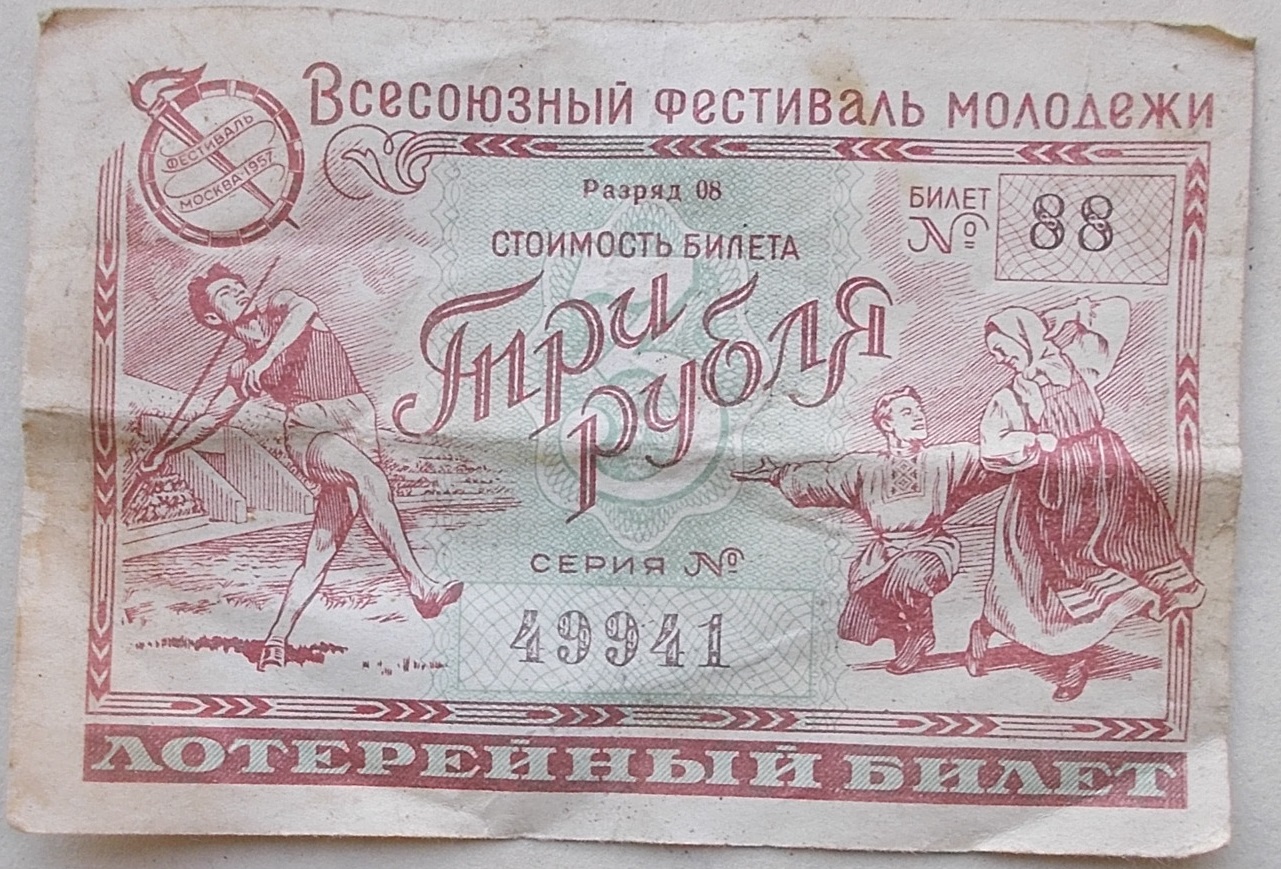 Всесоюзный фестиваль молодежи
ФЕСТИВАЛЬ
МОСКВА·1957
Разряд 08
БИЛЕТ
№ 88
СТОИМОСТЬ БИЛЕТА
Три
рубля
3
СЕРИЯ №
49941
ЛОТЕРЕЙНЫЙ БИЛЕТ